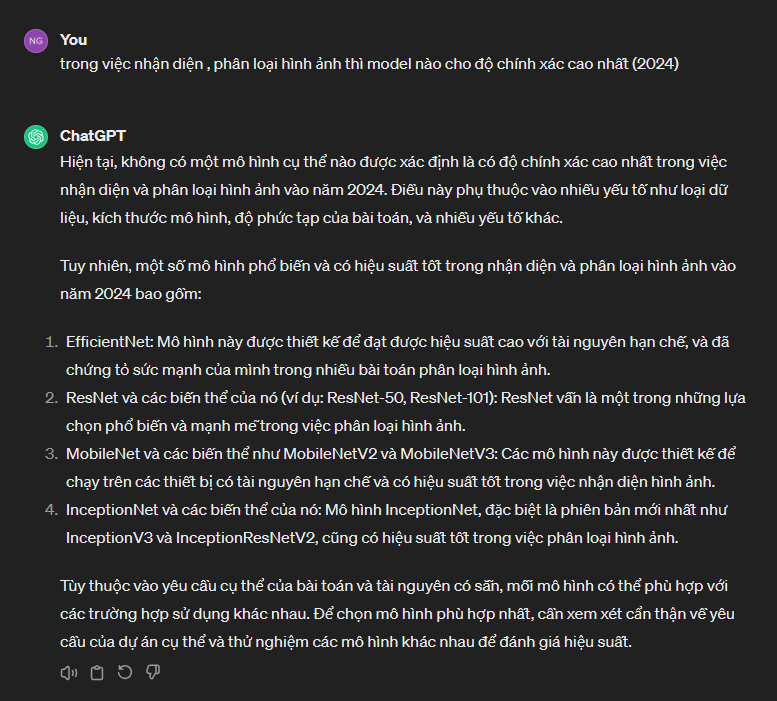 NG
You
trong việc nhận diện , phân loại hình ảnh thì model nào cho độ chính xác cao nhất (2024)
ChatGPT
Hiện tại, không có một mô hình cụ thể nào được xác định là có độ chính xác cao nhất trong việc
nhận diện và phân loại hình ảnh vào năm 2024. Điều này phụ thuộc vào nhiều yếu tố như loại dữ
liệu, kích thước mô hình, độ phức tạp của bài toán, và nhiều yếu tố khác.
Tuy nhiên, một số mô hình phổ biến và có hiệu suất tốt trong nhận diện và phân loại hình ảnh vào
năm 2024 bao gồm:
1. EfficientNet: Mô hình này được thiết kế để đạt được hiệu suất cao với tài nguyên hạn chế, và đã
chứng tỏ sức mạnh của mình trong nhiều bài toán phân loại hình ảnh.
2. ResNet và các biến thể của nó (ví dụ: ResNet-50, ResNet-101): ResNet vẫn là một trong những lựa
chọn phổ biến và mạnh mẽ trong việc phân loại hình ảnh.
3. MobileNet và các biến thể như MobileNetV2 và MobileNetV3: Các mô hình này được thiết kế để
chạy trên các thiết bị có tài nguyên hạn chế và có hiệu suất tốt trong việc nhận diện hình ảnh.
4. InceptionNet và các biến thể của nó: Mô hình InceptionNet, đặc biệt là phiên bản mới nhất như
InceptionV3 và InceptionResNetV2, cũng có hiệu suất tốt trong việc phân loại hình ảnh.
Tùy thuộc vào yêu cầu cụ thể của bài toán và tài nguyên có sẵn, mỗi mô hình có thể phù hợp với
các trường hợp sử dụng khác nhau. Để chọn mô hình phù hợp nhất, cần xem xét cẩn thận về yêu
cầu của dự án cụ thể và thử nghiệm các mô hình khác nhau để đánh giá hiệu suất.